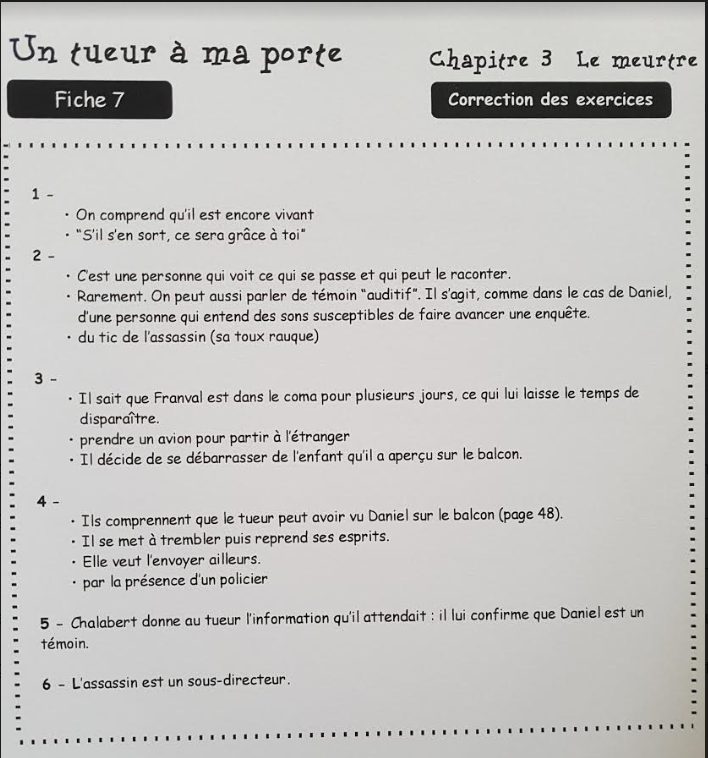 Un tueur à ma porte
Chapitre 3 Le meurtre
Fiche 7
Correction des exercices
1 -
· On comprend qu'il est encore vivant
· "S'il s'en sort, ce sera grâce à toi"
2 -
· C'est une personne qui voit ce qui se passe et qui peut le raconter.
· Rarement. On peut aussi parler de témoin "auditif". Il s'agit, comme dans le cas de Daniel,
d'une personne qui entend des sons susceptibles de faire avancer une enquête.
· du tic de l'assassin (sa toux rauque)
3 -
· Il sait que Franval est dans le coma pour plusieurs jours, ce qui lui laisse le temps de
disparaître.
· prendre un avion pour partir à l'étranger
· Il décide de se débarrasser de l'enfant qu'il a aperçu sur le balcon.
4 -
· Ils comprennent que le tueur peut avoir vu Daniel sur le balcon (page 48).
· Il se met à trembler puis reprend ses esprits.
· Elle veut l'envoyer ailleurs.
· par la présence d'un policier
5 - Chalabert donne au tueur l'information qu'il attendait : il lui confirme que Daniel est un
témoin.
6 - L'assassin est un sous-directeur.